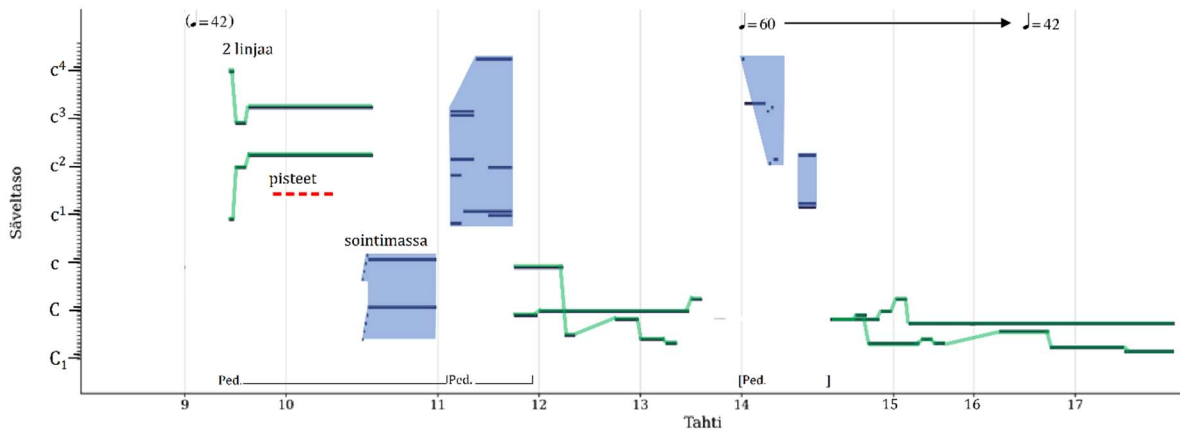 (♩=42)
♩=60
♩=42
2 linjaa
c⁴
c³
c²
pisteet
c¹
sointimassa
c
C
C₁
Säveltaso
Ped.
Ped.
[Ped.
]
9
10
11
12
13
14
15
16
17
Tahti